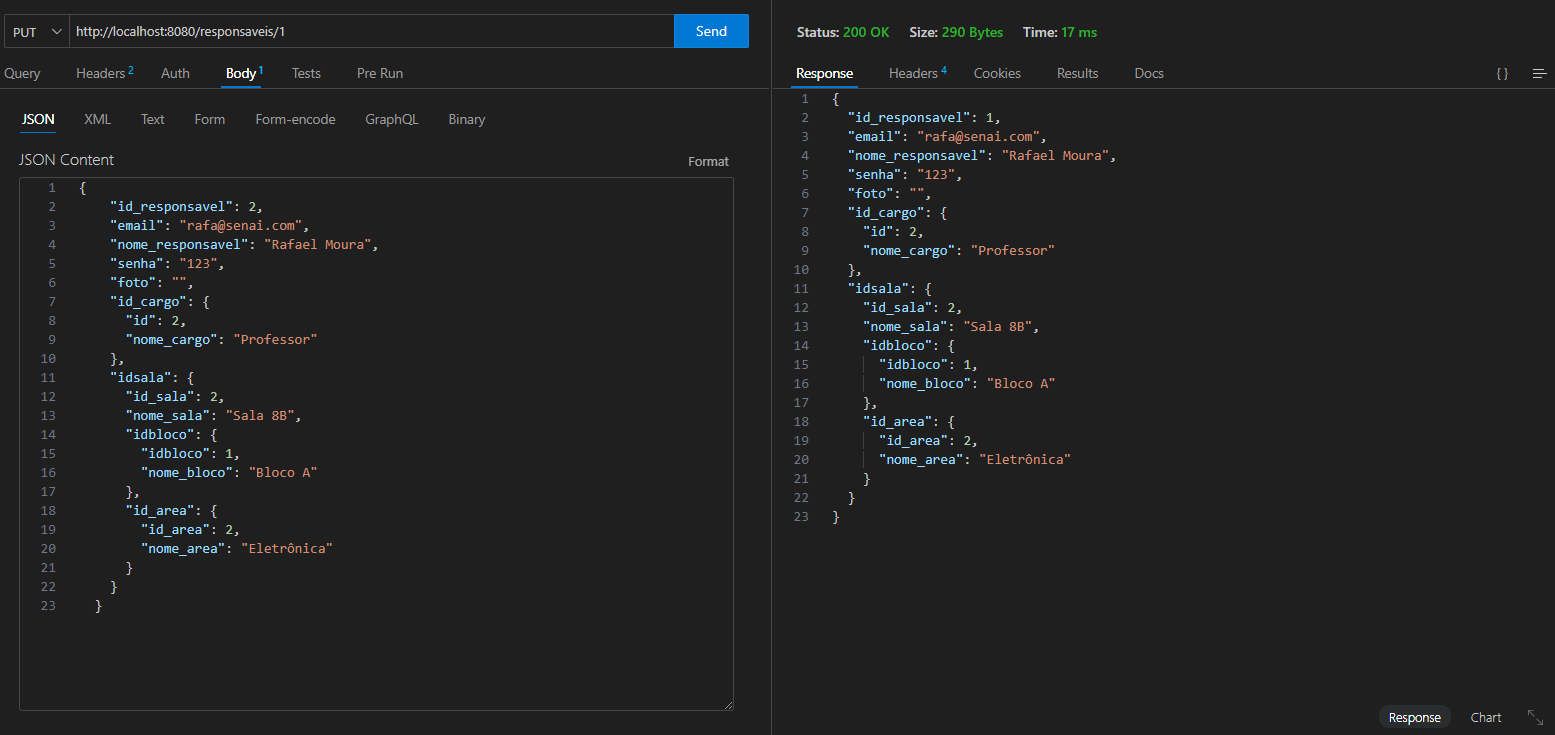 PUT http://localhost:8080/responsaveis/1 Send
Query Headers 2 Auth Body 1 Tests Pre Run
JSON XML Text Form Form-encode GraphQL Binary
JSON Content Format
1 {
2 "id_responsavel": 2,
3 "email": "rafa@senai.com",
4 "nome_responsavel": "Rafael Moura",
5 "senha": "123",
6 "foto": "",
7 "id_cargo": {
8 "id": 2,
9 "nome_cargo": "Professor"
10 },
11 "idsala": {
12 "id_sala": 2,
13 "nome_sala": "Sala 8B",
14 "idbloco": {
15 "idbloco": 1,
16 "nome_bloco": "Bloco A"
17 },
18 "id_area": {
19 "id_area": 2,
20 "nome_area": "Eletrônica"
21 }
22 }
23 }
Status: 200 OK Size: 290 Bytes Time: 17 ms
Response Headers 4 Cookies Results Docs {}
1 {
2 "id_responsavel": 1,
3 "email": "rafa@senai.com",
4 "nome_responsavel": "Rafael Moura",
5 "senha": "123",
6 "foto": "",
7 "id_cargo": {
8 "id": 2,
9 "nome_cargo": "Professor"
10 },
11 "idsala": {
12 "id_sala": 2,
13 "nome_sala": "Sala 8B",
14 "idbloco": {
15 "idbloco": 1,
16 "nome_bloco": "Bloco A"
17 },
18 "id_area": {
19 "id_area": 2,
20 "nome_area": "Eletrônica"
21 }
22 }
23 }
Response Chart